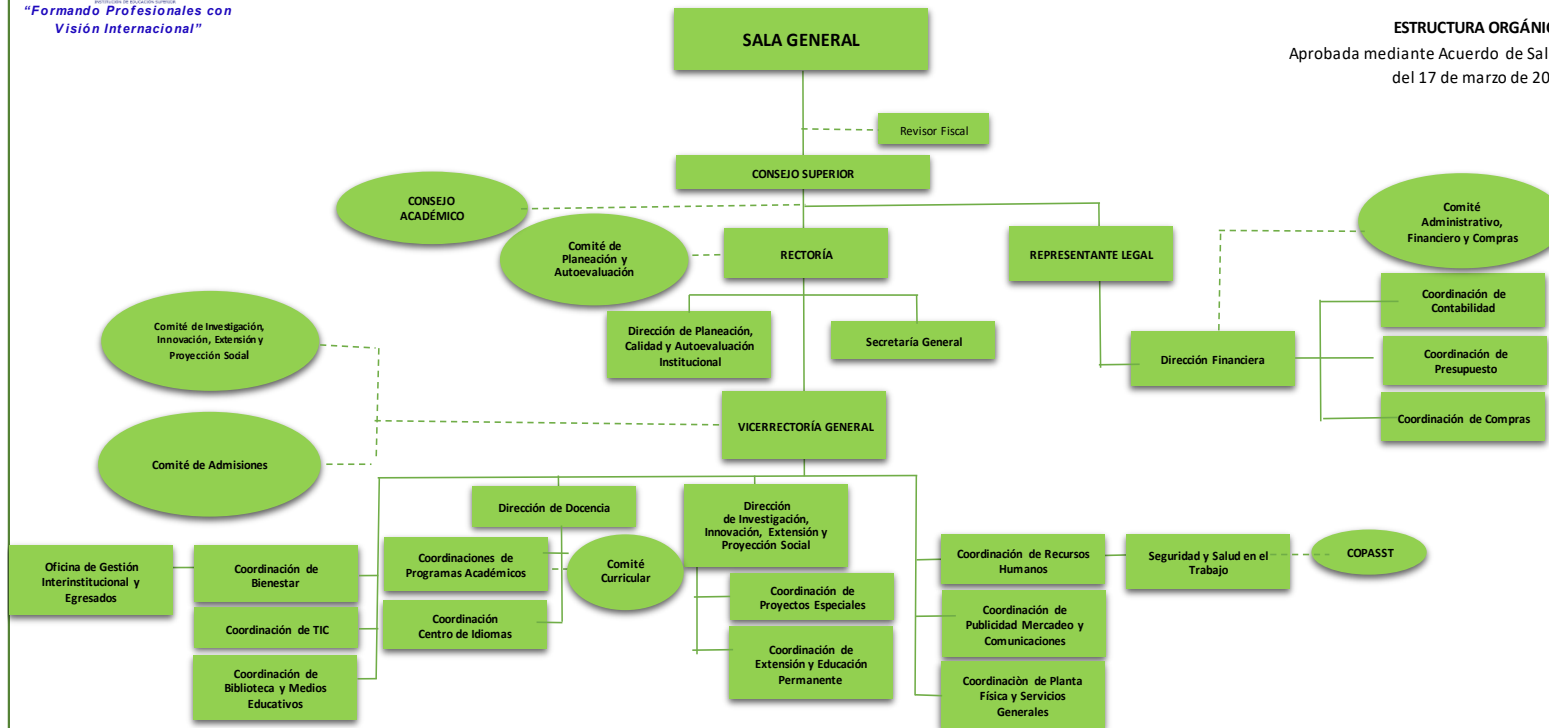 INSTITUCIÓN DE EDUCACIÓN SUPERIOR
“Formando Profesionales con
Visión Internacional”
ESTRUCTURA ORGÁNIC
Aprobada mediante Acuerdo de Sal
del 17 de marzo de 20
SALA GENERAL
Revisor Fiscal
CONSEJO SUPERIOR
CONSEJO
ACADÉMICO
Comité
Administrativo,
Financiero y Compras
Comité de
Planeación y
Autoevaluación
RECTORÍA
REPRESENTANTE LEGAL
Coordinación de
Contabilidad
Comité de Investigación,
Innovación, Extensión y
Proyección Social
Dirección de Planeación,
Calidad y Autoevaluación
Institucional
Secretaría General
Dirección Financiera
Coordinación de
Presupuesto
Coordinación de Compras
VICERRECTORÍA GENERAL
Comité de Admisiones
Dirección de Docencia
Dirección
de Investigación,
Innovación, Extensión y
Proyección Social
Oficina de Gestión
Interinstitucional y
Egresados
Coordinación de
Bienestar
Coordinaciones de
Programas Académicos
Comité
Curricular
Coordinación de Recursos
Humanos
Seguridad y Salud en el
Trabajo
COPASST
Coordinación de TIC
Coordinación
Centro de Idiomas
Coordinación de
Proyectos Especiales
Coordinación de
Publicidad Mercadeo y
Comunicaciones
Coordinación de
Biblioteca y Medios
Educativos
Coordinación de
Extensión y Educación
Permanente
Coordinaciòn de Planta
Física y Servicios
Generales